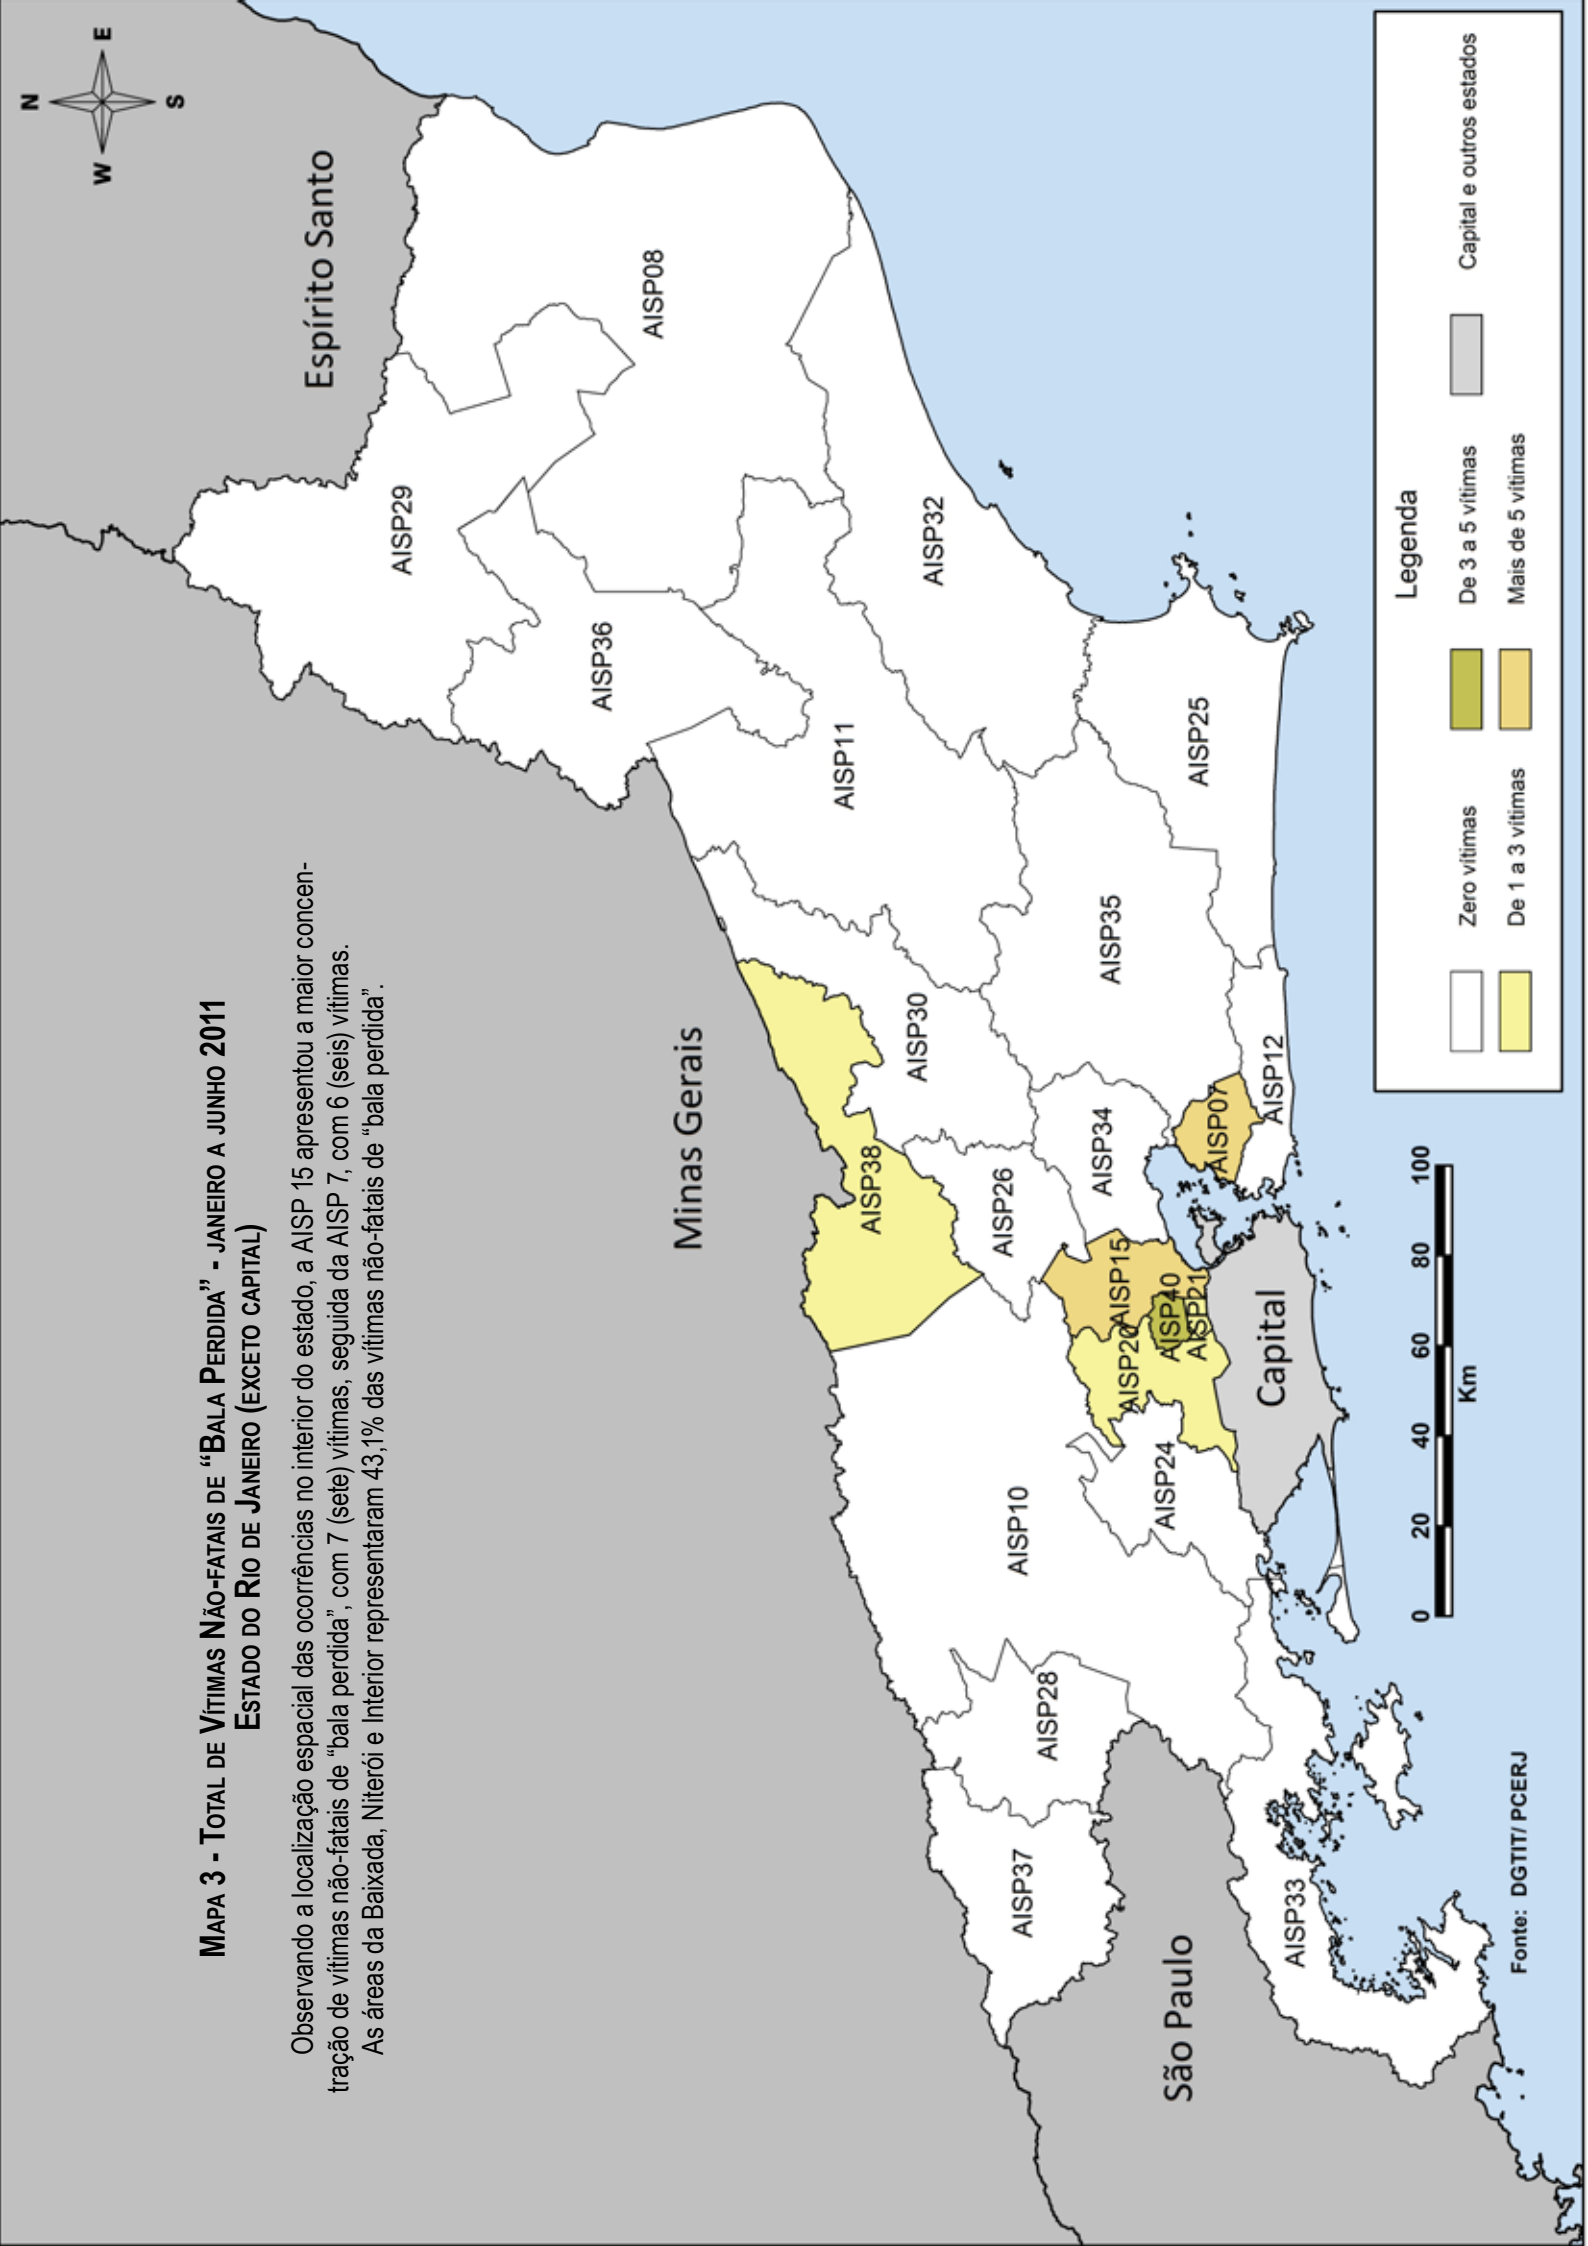 MAPA 3 - TOTAL DE VÍTIMAS NÃO-FATAIS DE “BALA PERDIDA” - JANEIRO A JUNHO 2011
ESTADO DO RIO DE JANEIRO (EXCETO CAPITAL)
Observando a localização espacial das ocorrências no interior do estado, a AISP 15 apresentou a maior concen-
tração de vítimas não-fatais de “bala perdida”, com 7 (sete) vítimas, seguida da AISP 7, com 6 (seis) vítimas.
As áreas da Baixada, Niterói e Interior representaram 43,1% das vítimas não-fatais de “bala perdida”.
N
W
E
S
Espírito Santo
Minas Gerais
São Paulo
Capital
AISP29
AISP08
AISP36
AISP32
AISP11
AISP25
AISP35
AISP30
AISP38
AISP12
AISP07
AISP34
AISP26
AISP15
AISP40
AISP21
AISP20
AISP24
AISP10
AISP28
AISP37
AISP33
0 20 40 60 80 100
Km
Legenda
Zero vítimas
De 3 a 5 vítimas
Capital e outros estados
De 1 a 3 vítimas
Mais de 5 vítimas
Fonte: DGTIT/ PCERJ